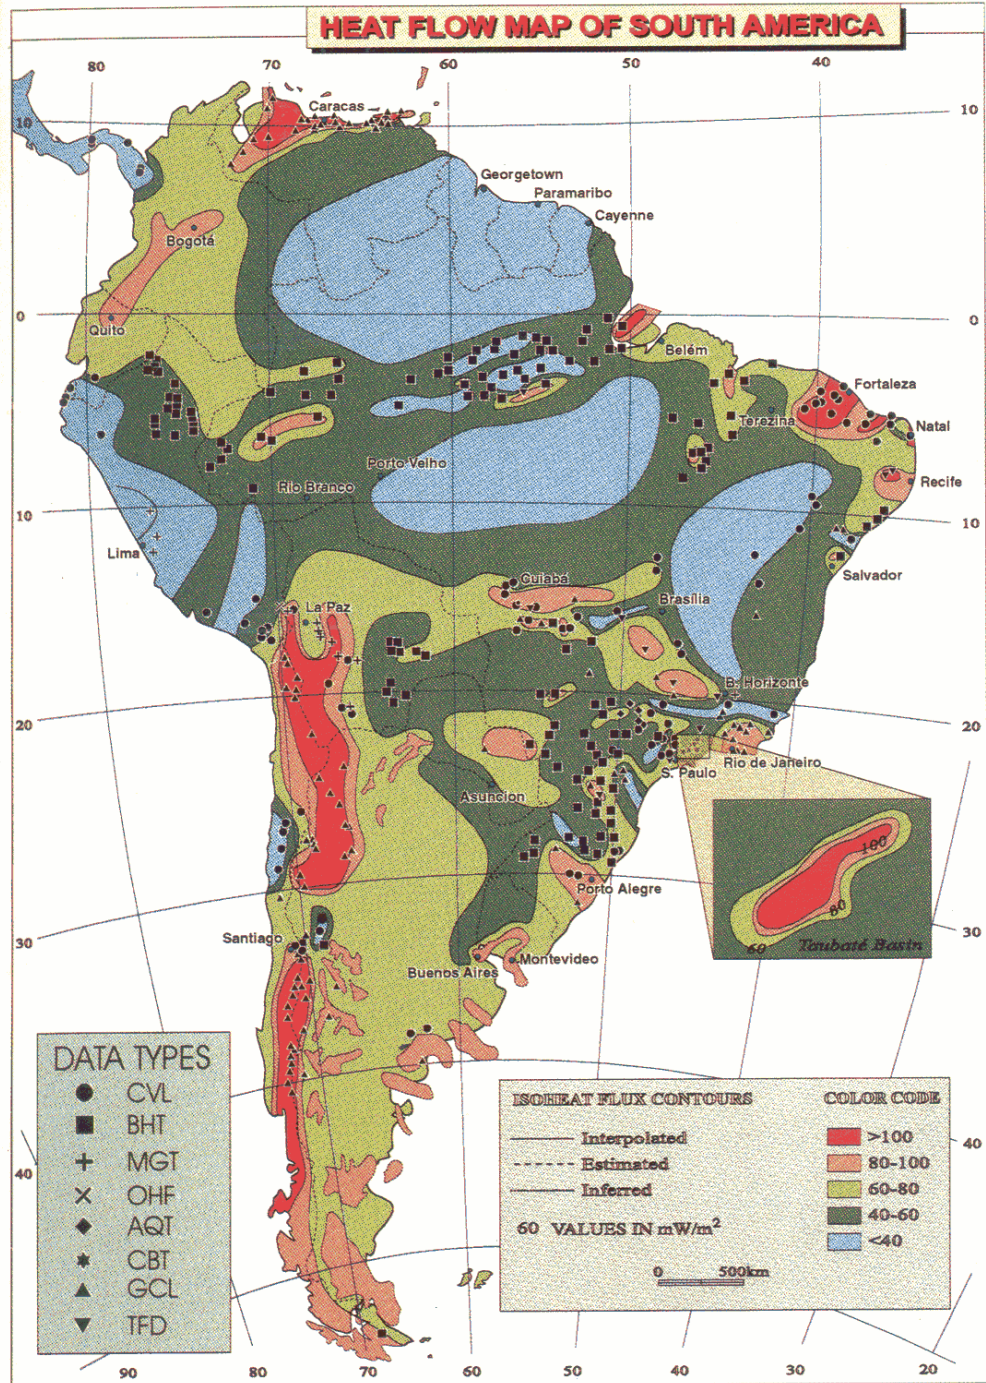 HEAT FLOW MAP OF SOUTH AMERICA
80
70
60
50
40
10
10
0
0
10
10
20
20
30
30
40
40
90
80
70
60
50
40
30
20
Caracas
Georgetown
Paramaribo
Cayenne
Bogotá
Quito
Belém
Fortaleza
Terezina
Natal
Porto Velho
Rio Branco
Recife
Lima
Salvador
Cuiabá
La Paz
Brasília
B. Horizonte
Rio de Janeiro
S. Paulo
Asuncion
Porto Alegre
Santiago
Montevideo
Buenos Aires
100
80
60
Taubaté Basin
DATA TYPES
CVL
BHT
MGT
OHF
AQT
CBT
GCL
TFD
ISOHEAT FLUX CONTOURS
Interpolated
Estimated
Inferred
60 VALUES IN mW/m²
0 500km
COLOR CODE
>100
80-100
60-80
40-60
<40